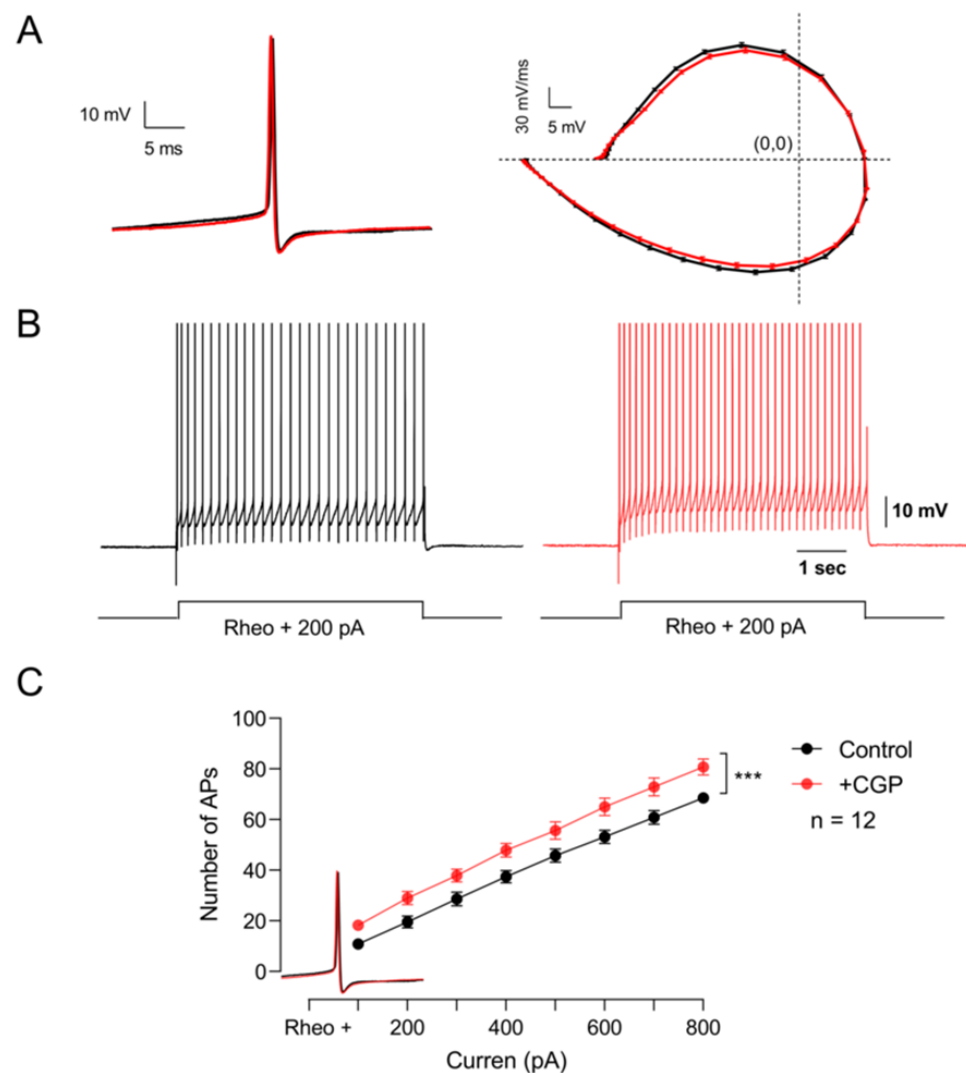 A
10 mV
5 ms
30 mV/ms
5 mV
(0,0)
B
10 mV
1 sec
Rheo + 200 pA
Rheo + 200 pA
C
Number of APs
100
80
60
40
20
0
Rheo +
200
400
600
800
Curren (pA)
Control
+CGP
n = 12
***